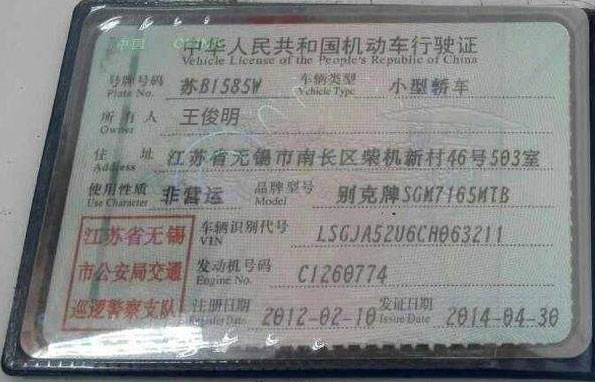 中华人民共和国机动车行驶证
Vehicle License of the People's Republic of China
号牌号码 苏B1585W 车辆类型 小型轿车
Plate No. Vehicle Type
所有人 王俊明
Owner
住址 江苏省无锡市南长区柴机新村46号503室
Address
使用性质 非营运 品牌型号 别克牌SGM7165MTB
Use Character Model
江苏省无锡
市公安局交通
巡逻警察支队
车辆识别代号 LSGJA52U6CH063211
VIN
发动机号码 C1260774
Engine No.
注册日期 2012-02-10 发证日期 2014-04-30
Register Date Issue Date